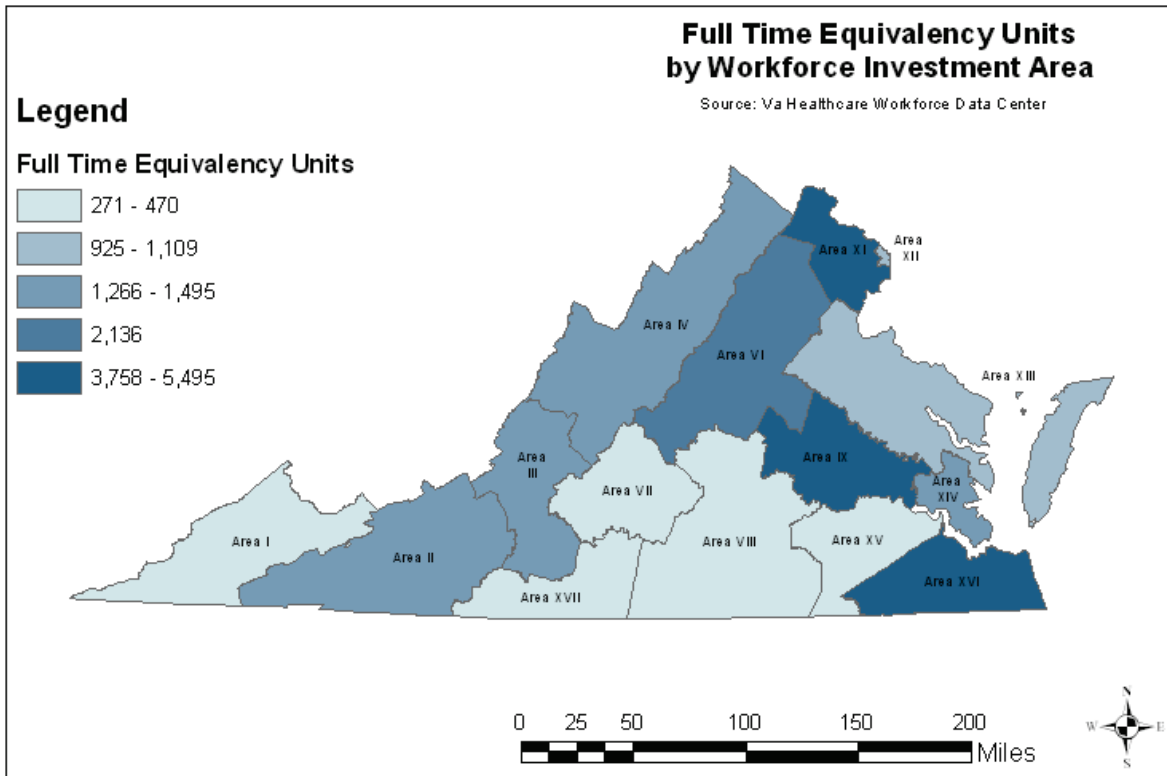 Full Time Equivalency Units
by Workforce Investment Area
Source: Va Healthcare Workforce Data Center
Legend
Full Time Equivalency Units
271 - 470
925 - 1,109
1,266 - 1,495
2,136
3,758 - 5,495
Area XI
Area
XII
Area IV
Area VI
Area XIII
Area
III
Area IX
Area VII
Area
XIV
Area I
Area II
Area VIII
Area XV
Area XVII
Area XVI
0 25 50 100 150 200
Miles
N
W E
S